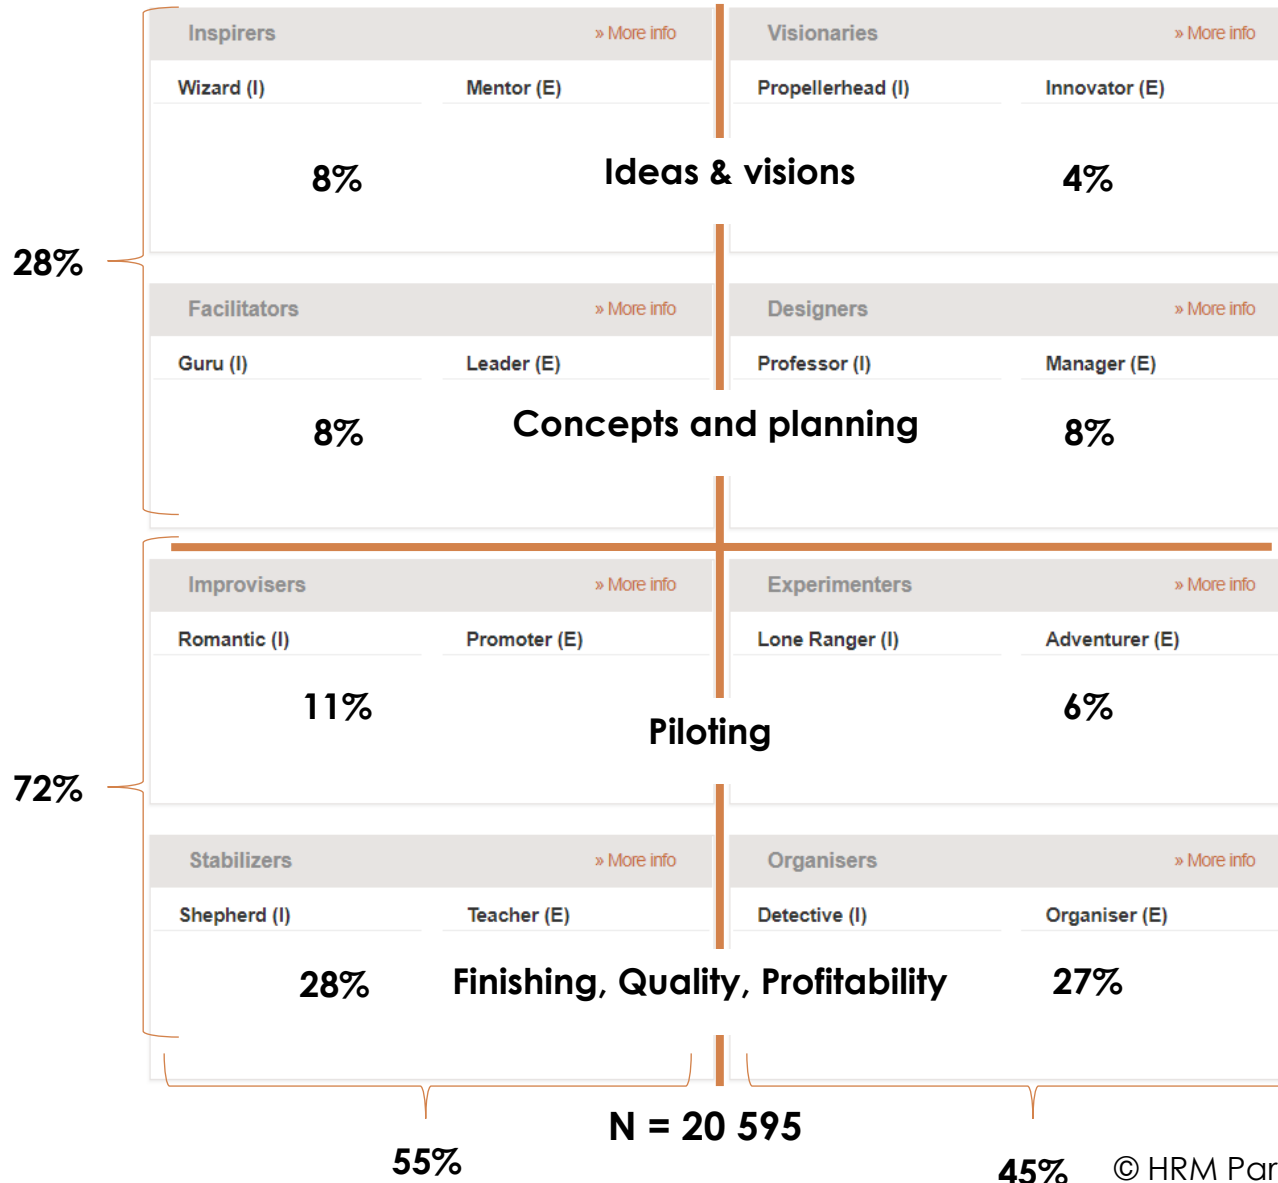 Inspirers » More info Visionaries » More info
Wizard (I) Mentor (E) Propellerhead (I) Innovator (E)
8% Ideas & visions 4%
28%
Facilitators » More info Designers » More info
Guru (I) Leader (E) Professor (I) Manager (E)
8% Concepts and planning 8%
Improvisers » More info Experimenters » More info
Romantic (I) Promoter (E) Lone Ranger (I) Adventurer (E)
11% Piloting 6%
72%
Stabilizers » More info Organisers » More info
Shepherd (I) Teacher (E) Detective (I) Organiser (E)
28% Finishing, Quality, Profitability 27%
N = 20 595
55% 45% © HRM Par